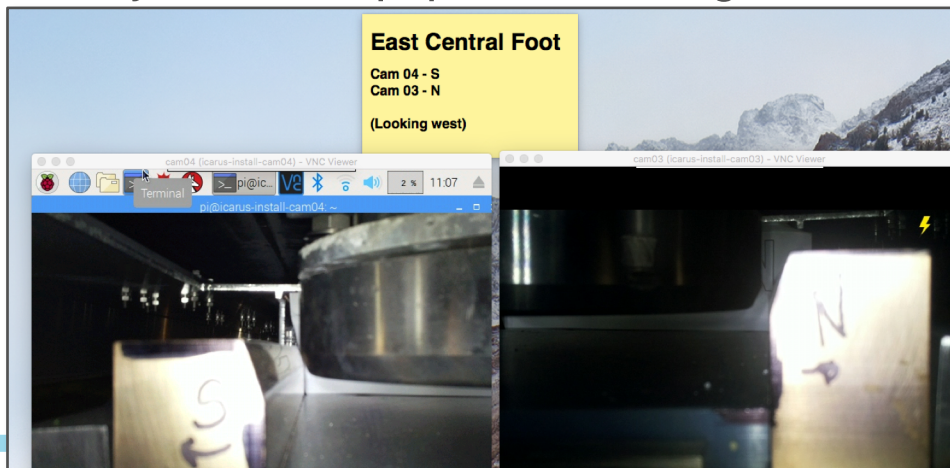 East Central Foot
Cam 04 - S
Cam 03 - N
(Looking west)
cam04 (icarus-install-cam04) - VNC Viewer
cam03 (icarus-install-cam03) - VNC Viewer
pi@ic... 2 % 11:07
Terminal
pi@icarus-install-cam04: ~
S
N